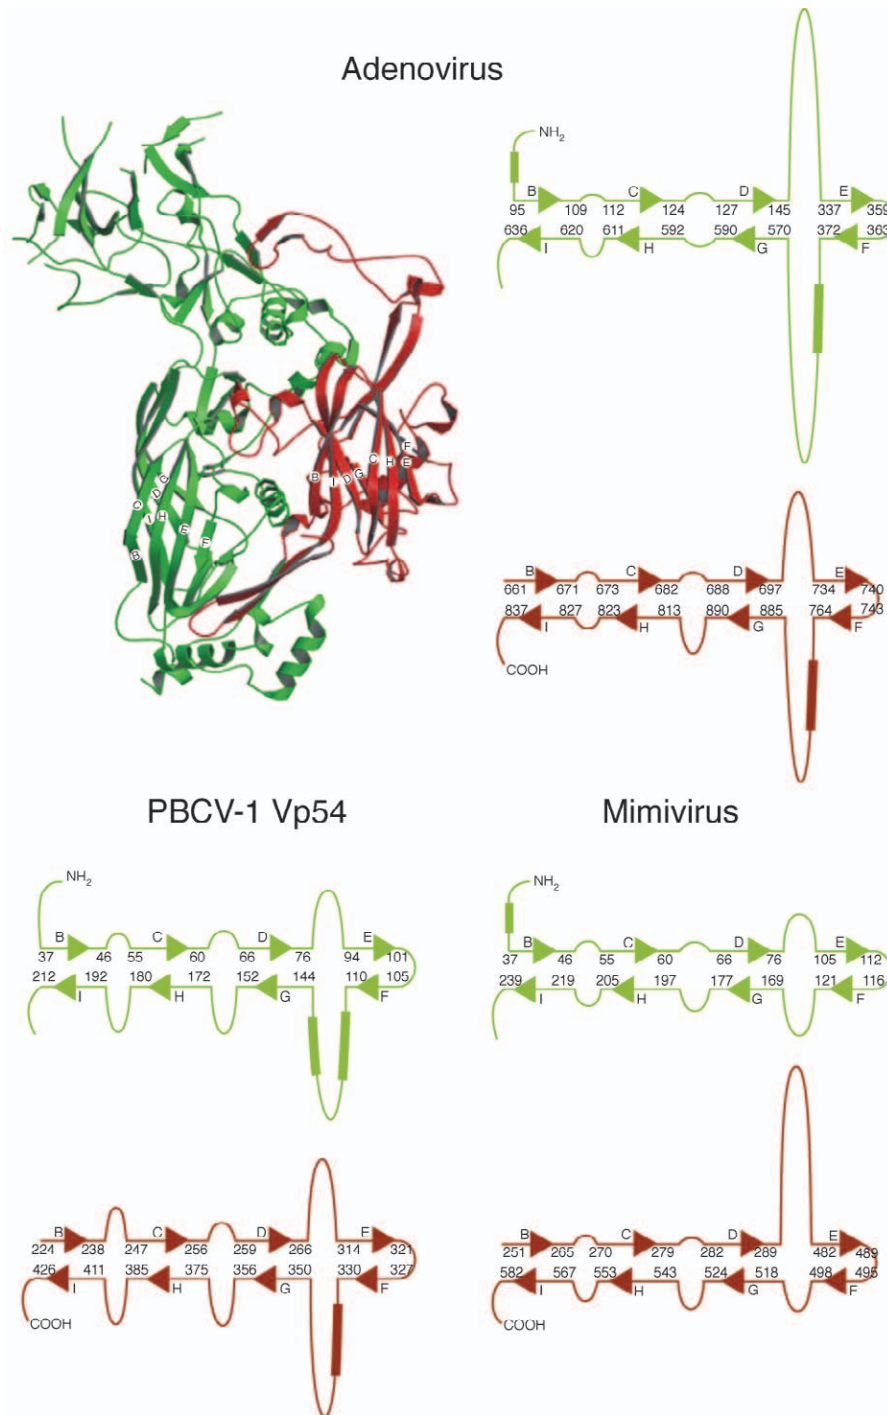 Adenovirus
NH2
B C D E
95 109 112 124 127 145 337 359
636 620 611 592 590 570 372 363
I H G F
B C D E
661 671 673 682 688 697 734 740
837 827 823 813 890 885 764 743
I H G F
COOH
B C I D G H E F
B I D G C H E F
PBCV-1 Vp54
NH2
B C D E
37 46 55 60 66 76 94 101
212 192 180 172 152 144 110 105
I H G F
B C D E
224 238 247 256 259 266 314 321
426 411 385 375 356 350 330 327
I H G F
COOH
Mimivirus
NH2
B C D E
37 46 55 60 66 76 105 112
239 219 205 197 177 169 121 116
I H G F
B C D E
251 265 270 279 282 289 482 489
582 567 553 543 524 518 498 495
I H G F
COOH